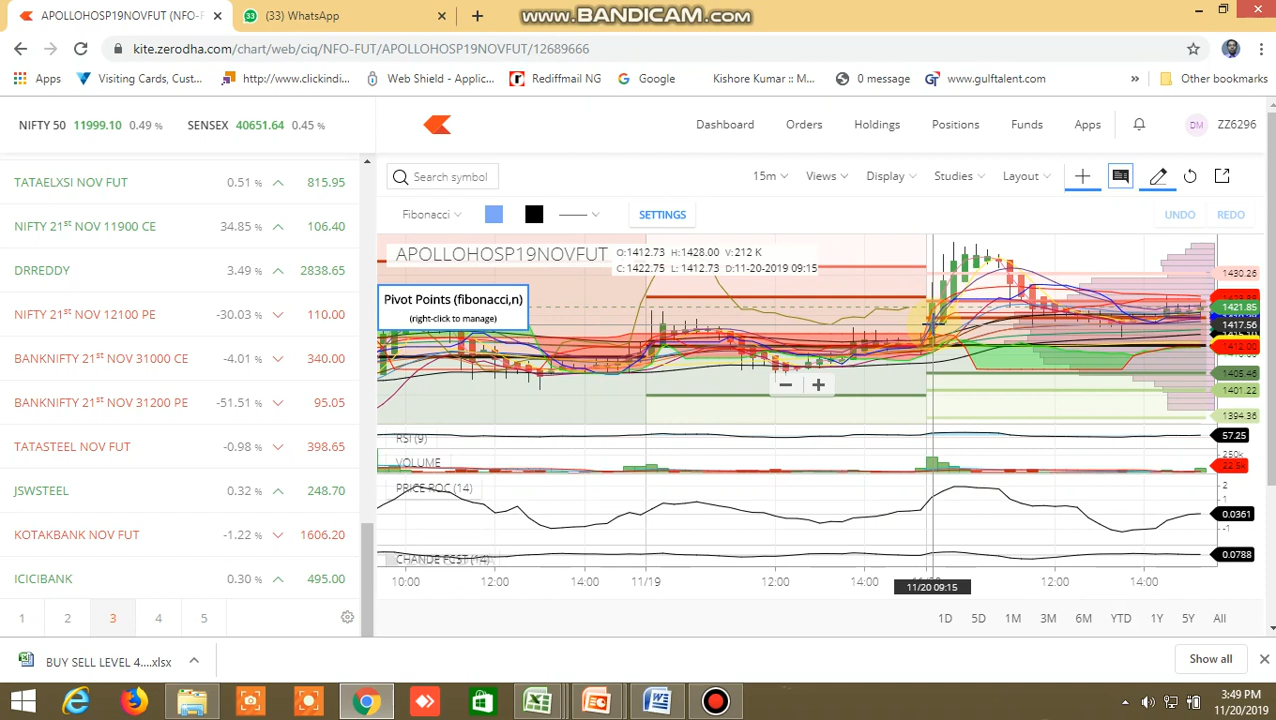 www.BANDICAM.com
APOLLOHOSP19NOVFUT (NFO-F
(33) WhatsApp
kite.zerodha.com/chart/web/ciq/NFO-FUT/APOLLOHOSP19NOVFUT/12689666
Apps Visiting Cards, Cust... http://www.clickindi... Web Shield - Applic... Rediffmail NG Google Kishore Kumar :: M... 0 message www.gulftalent.com » Other bookmarks
NIFTY 50 11999.10 0.49 % SENSEX 40651.64 0.45 %
Dashboard Orders Holdings Positions Funds Apps DM ZZ6296
TATAELXSI NOV FUT 0.51 % 815.95
NIFTY 21st NOV 11900 CE 34.85 % 106.40
DRREDDY 3.49 % 2838.65
NIFTY 21st NOV 12100 PE -30.03 % 110.00
BANKNIFTY 21st NOV 31000 CE -4.01 % 340.00
BANKNIFTY 21st NOV 31200 PE -51.51 % 95.05
TATASTEEL NOV FUT -0.98 % 398.65
JSWSTEEL 0.32 % 248.70
KOTAKBANK NOV FUT -1.22 % 1606.20
ICICIBANK 0.30 % 495.00
1 2 3 4 5
Search symbol 15m Views Display Studies Layout
Fibonacci SETTINGS UNDO REDO
APOLLOHOSP19NOVFUT
O:1412.73 H:1428.00 V:212 K
C:1422.75 L: 1412.73 D:11-20-2019 09:15
Pivot Points (fibonacci,n)
(right-click to manage)
1430.26
1421.85
1417.56
1412.00
1405.46
1401.22
1394.36
RSI (9)
57.25
VOLUME
250k
22.5k
PRICE ROC (14)
2
1
0.0361
-1
CHANDE FCST (14)
0.0788
10:00 12:00 14:00 11/19 12:00 14:00 12:00 14:00
11/20 09:15
1D 5D 1M 3M 6M YTD 1Y 5Y All
BUY SELL LEVEL 4....xlsx
Show all
3:49 PM
11/20/2019